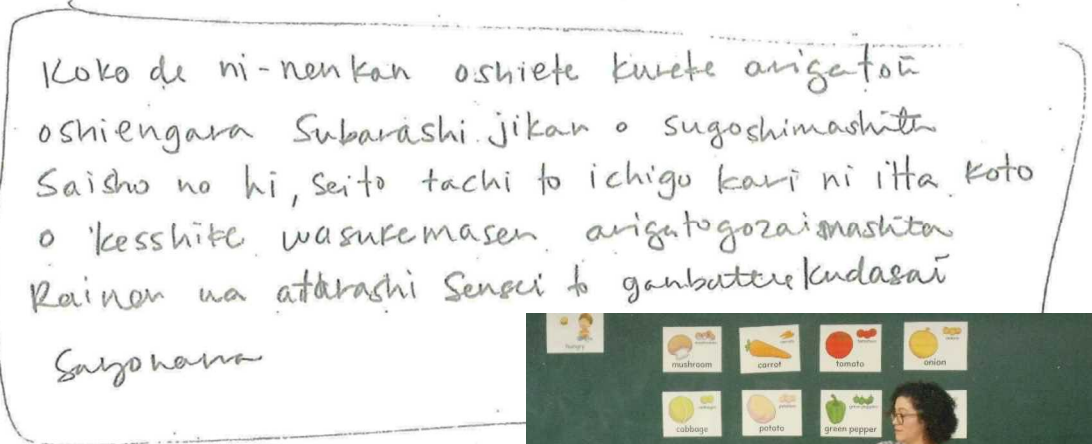 Koko de ni-nenkan oshiete kurete arigatou
oshiengara Subarashi jikan o sugoshimashita
Saisho no hi, seito tachi to ichigo kari ni itta koto
o kesshite wasuremasen arigatogozaimashita
Rainen wa atarashi Sensei to ganbatte kudasai
Sayonara
hungry
mushroom
carrot
tomato
onion
cabbage
potato
green pepper